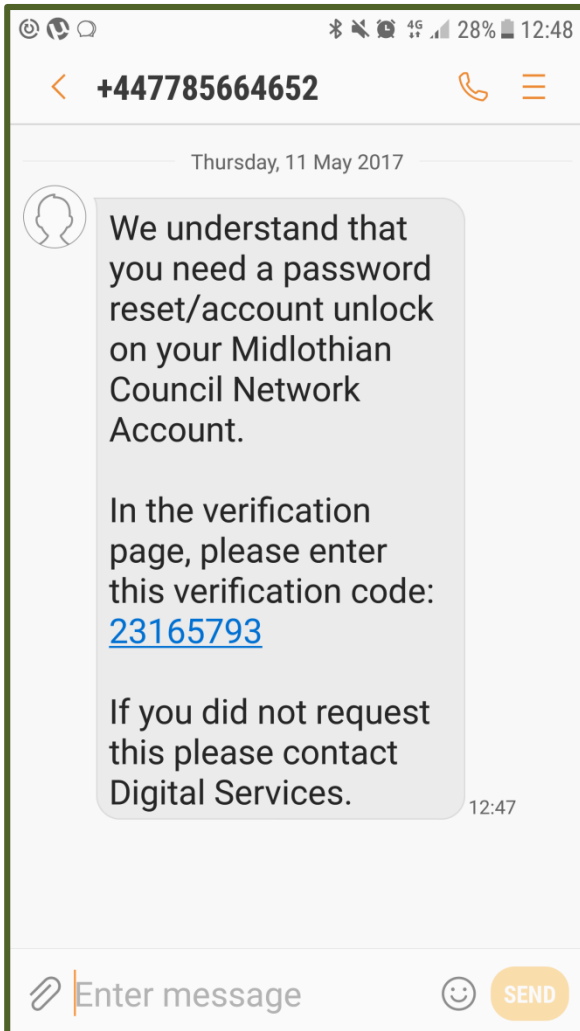 4G 28% 12:48
+447785664652
Thursday, 11 May 2017
We understand that
you need a password
reset/account unlock
on your Midlothian
Council Network
Account.
In the verification
page, please enter
this verification code:
23165793
If you did not request
this please contact
Digital Services.
12:47
Enter message
SEND